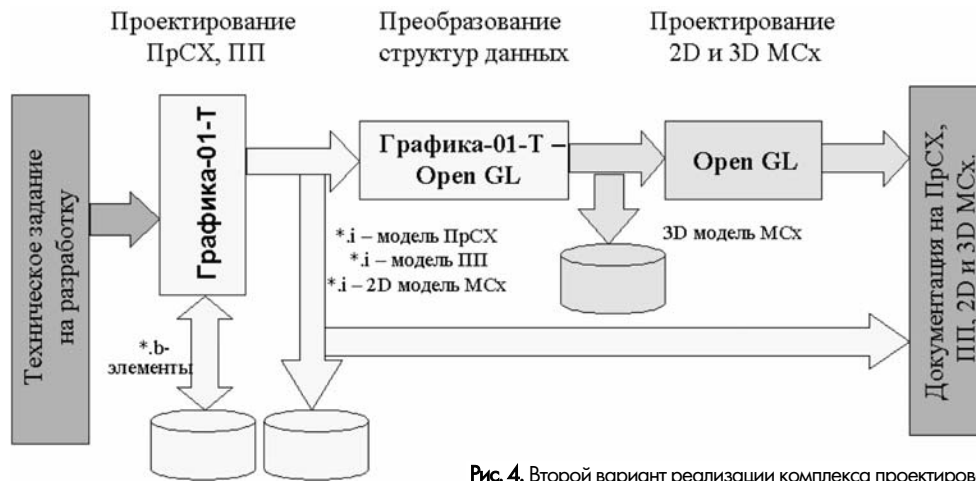 Проектирование
ПрСХ, ПП
Преобразование
структур данных
Проектирование
2D и 3D МСх
Техническое задание
на разработку
Графика-01-Т
Графика-01-Т –
Open GL
Open GL
Документация на ПрСХ,
ПП, 2D и 3D МСх.
*.i – модель ПрСХ
*.i – модель ПП
*.i – 2D модель МСх
3D модель МСх
*.b-
элементы
Рис. 4. Второй вариант реализации комплекса проектиров